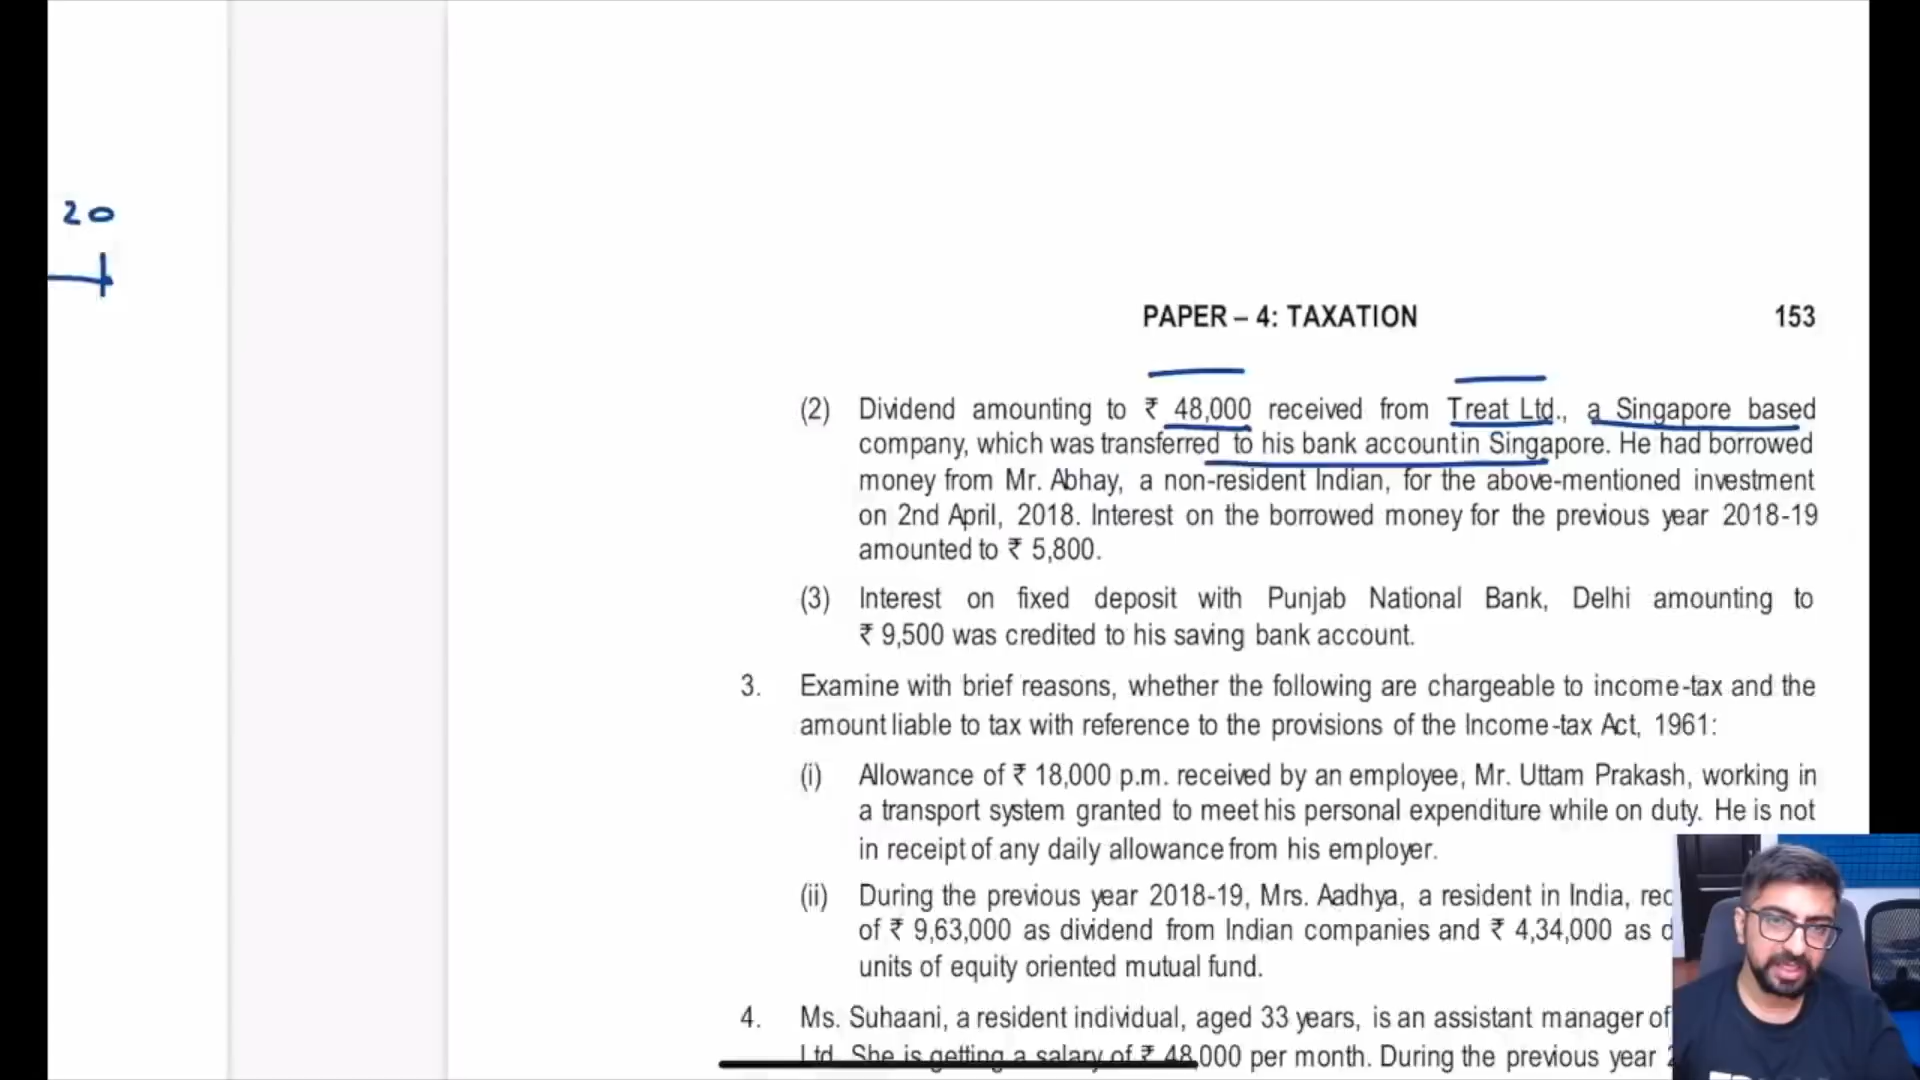 20
PAPER – 4: TAXATION 153
(2) Dividend amounting to ₹ 48,000 received from Treat Ltd., a Singapore based
company, which was transferred to his bank accountin Singapore. He had borrowed
money from Mr. Abhay, a non-resident Indian, for the above-mentioned investment
on 2nd April, 2018. Interest on the borrowed money for the previous year 2018-19
amounted to ₹ 5,800.
(3) Interest on fixed deposit with Punjab National Bank, Delhi amounting to
₹ 9,500 was credited to his saving bank account.
3. Examine with brief reasons, whether the following are chargeable to income-tax and the
amount liable to tax with reference to the provisions of the Income-tax Act, 1961:
(i) Allowance of ₹ 18,000 p.m. received by an employee, Mr. Uttam Prakash, working in
a transport system granted to meet his personal expenditure while on duty. He is not
in receipt of any daily allowance from his employer.
(ii) During the previous year 2018-19, Mrs. Aadhya, a resident in India,
of ₹ 9,63,000 as dividend from Indian companies and ₹ 4,34,000 as
units of equity oriented mutual fund.
4. Ms. Suhaani, a resident individual, aged 33 years, is an assistant manager of
Ltd. She is getting a salary of ₹ 48,000 per month. During the previous year